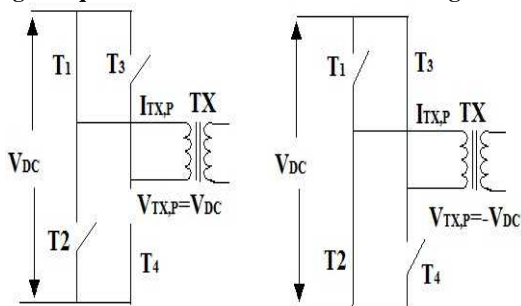 T1
T3
ITX,P TX
VDC
VTX,P=VDC
T2
T4
T1
T3
ITX,P TX
VDC
VTX,P=-VDC
T2
T4